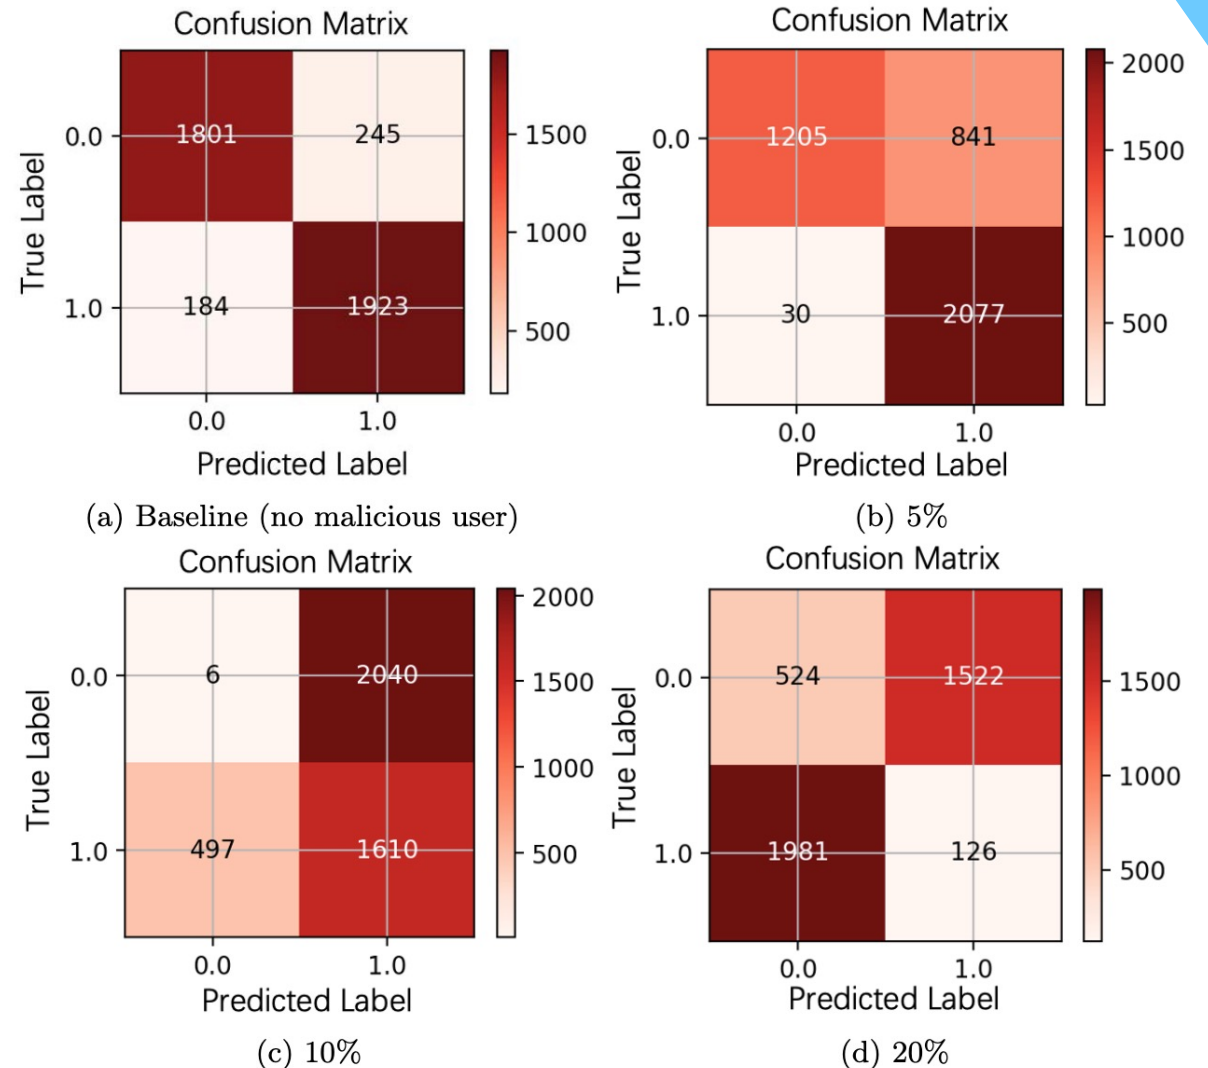 Confusion Matrix
True Label
0.0
1801
245
1.0
184
1923
0.0
1.0
Predicted Label
1500
1000
500
(a) Baseline (no malicious user)
Confusion Matrix
True Label
0.0
1205
841
1.0
30
2077
0.0
1.0
Predicted Label
2000
1500
1000
500
(b) 5%
Confusion Matrix
True Label
0.0
6
2040
1.0
497
1610
0.0
1.0
Predicted Label
2000
1500
1000
500
(c) 10%
Confusion Matrix
True Label
0.0
524
1522
1.0
1981
126
0.0
1.0
Predicted Label
1500
1000
500
(d) 20%